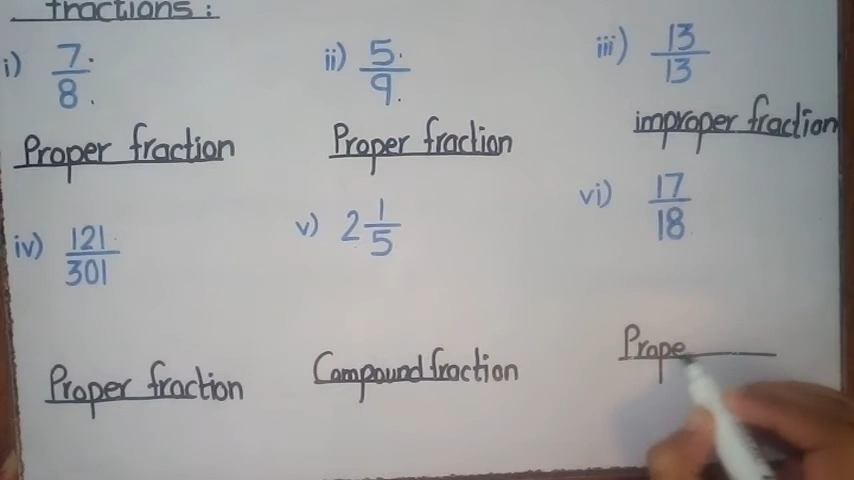 fractions :
i) 7/8
ii) 5/9
iii) 13/13
Proper fraction
Proper fraction
improper fraction
iv) 121/301
v) 2 1/5
vi) 17/18
Proper fraction
Compound fraction
Prope